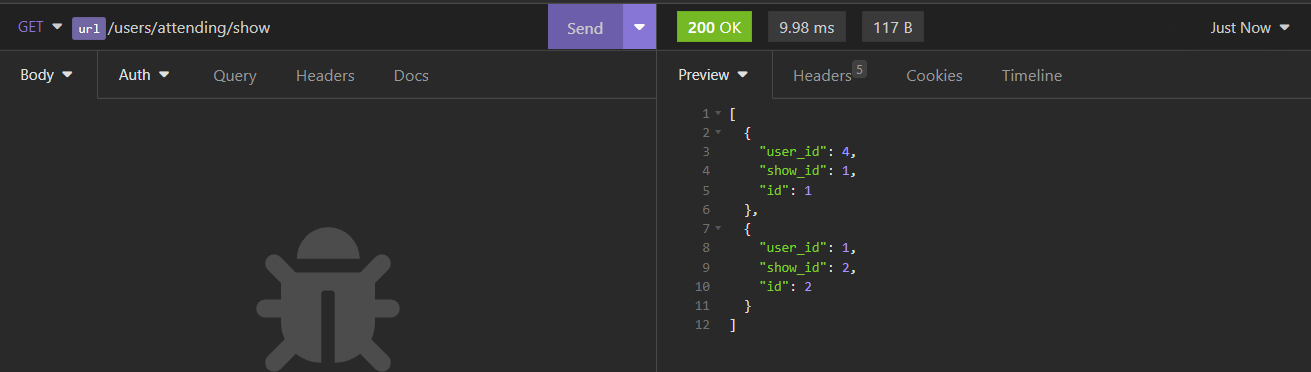 GET url /users/attending/show Send 200 OK 9.98 ms 117 B Just Now
Body Auth Query Headers Docs Preview Headers 5 Cookies Timeline
1 [
2 {
3 "user_id": 4,
4 "show_id": 1,
5 "id": 1
6 },
7 {
8 "user_id": 1,
9 "show_id": 2,
10 "id": 2
11 }
12 ]